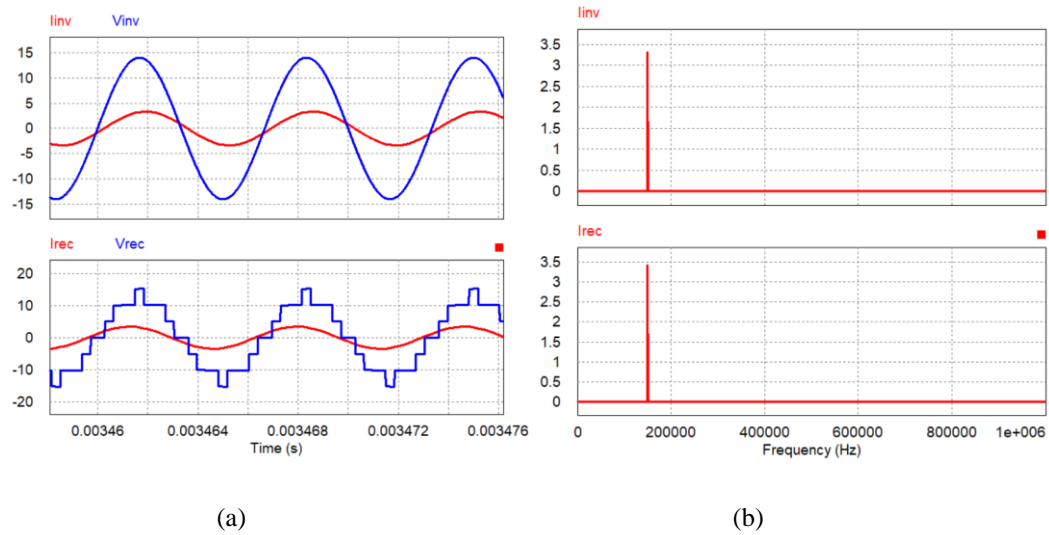 Iinv Vinv
15
10
5
0
-5
-10
-15
Irec Vrec
20
10
0
-10
-20
0.00346 0.003464 0.003468 0.003472 0.003476
Time (s)
(a)
Iinv
3.5
3
2.5
2
1.5
1
0.5
0
Irec
3.5
3
2.5
2
1.5
1
0.5
0
0 200000 400000 600000 800000 1e+006
Frequency (Hz)
(b)